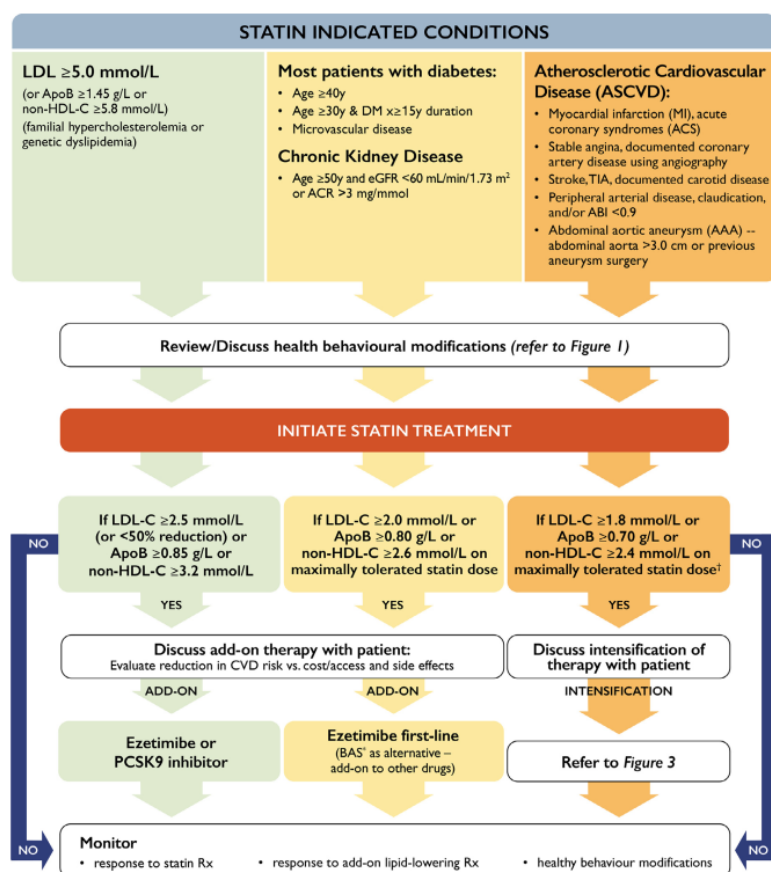 STATIN INDICATED CONDITIONS
LDL ≥5.0 mmol/L
(or ApoB ≥1.45 g/L or
non-HDL-C ≥5.8 mmol/L)
(familial hypercholesterolemia or
genetic dyslipidemia)
Most patients with diabetes:
• Age ≥40y
• Age ≥30y & DM x≥15y duration
• Microvascular disease
Chronic Kidney Disease
• Age ≥50y and eGFR <60 mL/min/1.73 m²
or ACR >3 mg/mmol
Atherosclerotic Cardiovascular
Disease (ASCVD):
• Myocardial infarction (MI), acute
coronary syndromes (ACS)
• Stable angina, documented coronary
artery disease using angiography
• Stroke, TIA, documented carotid disease
• Peripheral arterial disease, claudication,
and/or ABI <0.9
• Abdominal aortic aneurysm (AAA) --
abdominal aorta >3.0 cm or previous
aneurysm surgery
Review/Discuss health behavioural modifications (refer to Figure 1)
INITIATE STATIN TREATMENT
NO
If LDL-C ≥2.5 mmol/L
(or <50% reduction) or
ApoB ≥0.85 g/L or
non-HDL-C ≥3.2 mmol/L
If LDL-C ≥2.0 mmol/L or
ApoB ≥0.80 g/L or
non-HDL-C ≥2.6 mmol/L on
maximally tolerated statin dose
If LDL-C ≥1.8 mmol/L or
ApoB ≥0.70 g/L or
non-HDL-C ≥2.4 mmol/L on
maximally tolerated statin dose†
NO
YES
YES
YES
Discuss add-on therapy with patient:
Evaluate reduction in CVD risk vs. cost/access and side effects
Discuss intensification of
therapy with patient
ADD-ON
ADD-ON
INTENSIFICATION
Ezetimibe or
PCSK9 inhibitor
Ezetimibe first-line
(BAS* as alternative –
add-on to other drugs)
Refer to Figure 3
NO
NO
Monitor
• response to statin Rx
• response to add-on lipid-lowering Rx
• healthy behaviour modifications